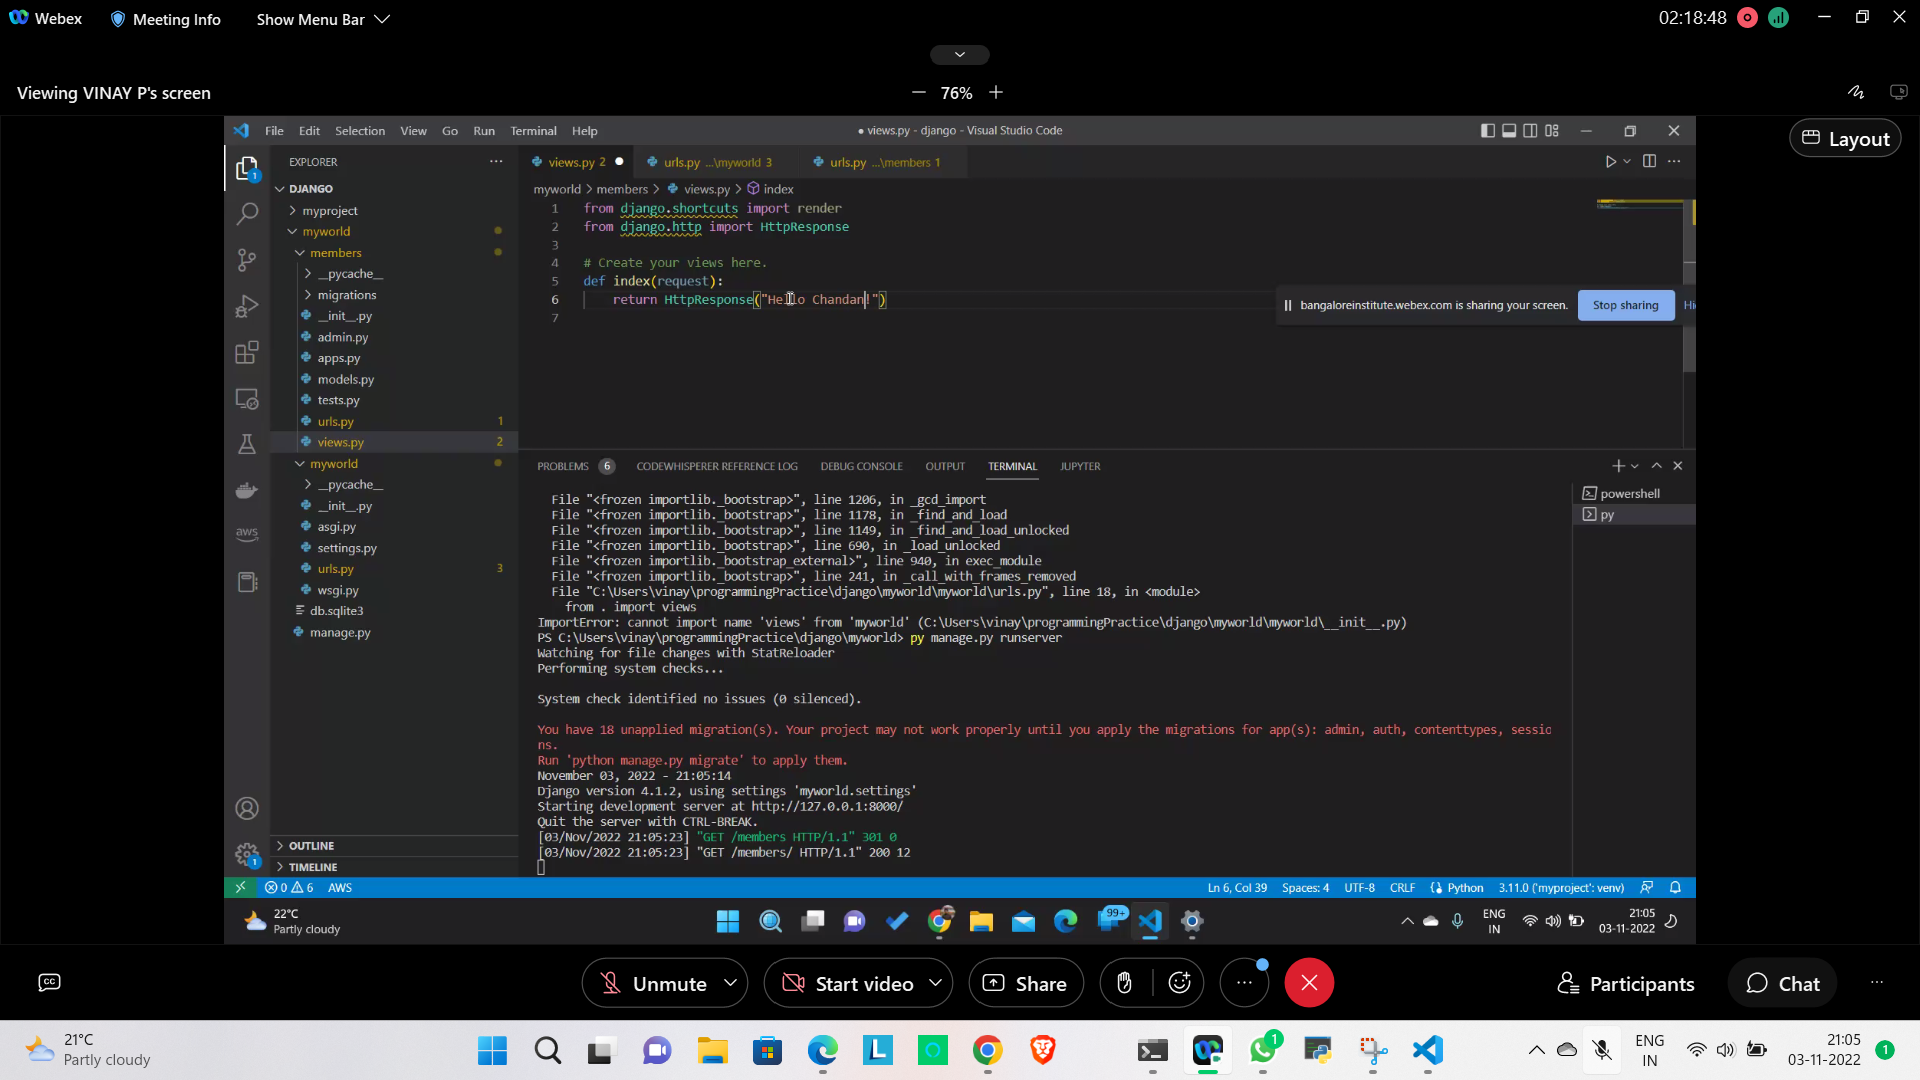 Webex
Meeting Info
Show Menu Bar
02:18:48
Viewing VINAY P's screen
76%
Layout
File Edit Selection View Go Run Terminal Help
● views.py - django - Visual Studio Code
EXPLORER
views.py 2
urls.py ...\myworld 3
urls.py ...\members 1
DJANGO
myproject
myworld
members
__pycache__
migrations
__init__.py
admin.py
apps.py
models.py
tests.py
urls.py 1
views.py 2
myworld
__pycache__
__init__.py
asgi.py
settings.py
urls.py 3
wsgi.py
db.sqlite3
manage.py
OUTLINE
TIMELINE
aws
myworld > members > views.py > index
1 from django.shortcuts import render
2 from django.http import HttpResponse
3
4 # Create your views here.
5 def index(request):
6 return HttpResponse("Hello Chandan!")
7
bangaloreinstitute.webex.com is sharing your screen.
Stop sharing
PROBLEMS 6 CODEWHISPERER REFERENCE LOG DEBUG CONSOLE OUTPUT TERMINAL JUPYTER
powershell
py
File "<frozen importlib._bootstrap>", line 1206, in _gcd_import
File "<frozen importlib._bootstrap>", line 1178, in _find_and_load
File "<frozen importlib._bootstrap>", line 1149, in _find_and_load_unlocked
File "<frozen importlib._bootstrap>", line 690, in _load_unlocked
File "<frozen importlib._bootstrap_external>", line 940, in exec_module
File "<frozen importlib._bootstrap>", line 241, in _call_with_frames_removed
File "C:\Users\vinay\programmingPractice\django\myworld\myworld\urls.py", line 18, in <module>
from . import views
ImportError: cannot import name 'views' from 'myworld' (C:\Users\vinay\programmingPractice\django\myworld\myworld\__init__.py)
PS C:\Users\vinay\programmingPractice\django\myworld> py manage.py runserver
Watching for file changes with StatReloader
Performing system checks...
System check identified no issues (0 silenced).
You have 18 unapplied migration(s). Your project may not work properly until you apply the migrations for app(s): admin, auth, contenttypes, sessio
ns.
Run 'python manage.py migrate' to apply them.
November 03, 2022 - 21:05:14
Django version 4.1.2, using settings 'myworld.settings'
Starting development server at http://127.0.0.1:8000/
Quit the server with CTRL-BREAK.
[03/Nov/2022 21:05:23] "GET /members HTTP/1.1" 301 0
[03/Nov/2022 21:05:23] "GET /members/ HTTP/1.1" 200 12
0 6 AWS
Ln 6, Col 39 Spaces: 4 UTF-8 CRLF Python 3.11.0 ('myproject': venv)
22°C
Partly cloudy
99+
ENG
IN
21:05
03-11-2022
CC
Unmute
Start video
Share
Participants
Chat
21°C
Partly cloudy
1
ENG
IN
21:05
03-11-2022
1